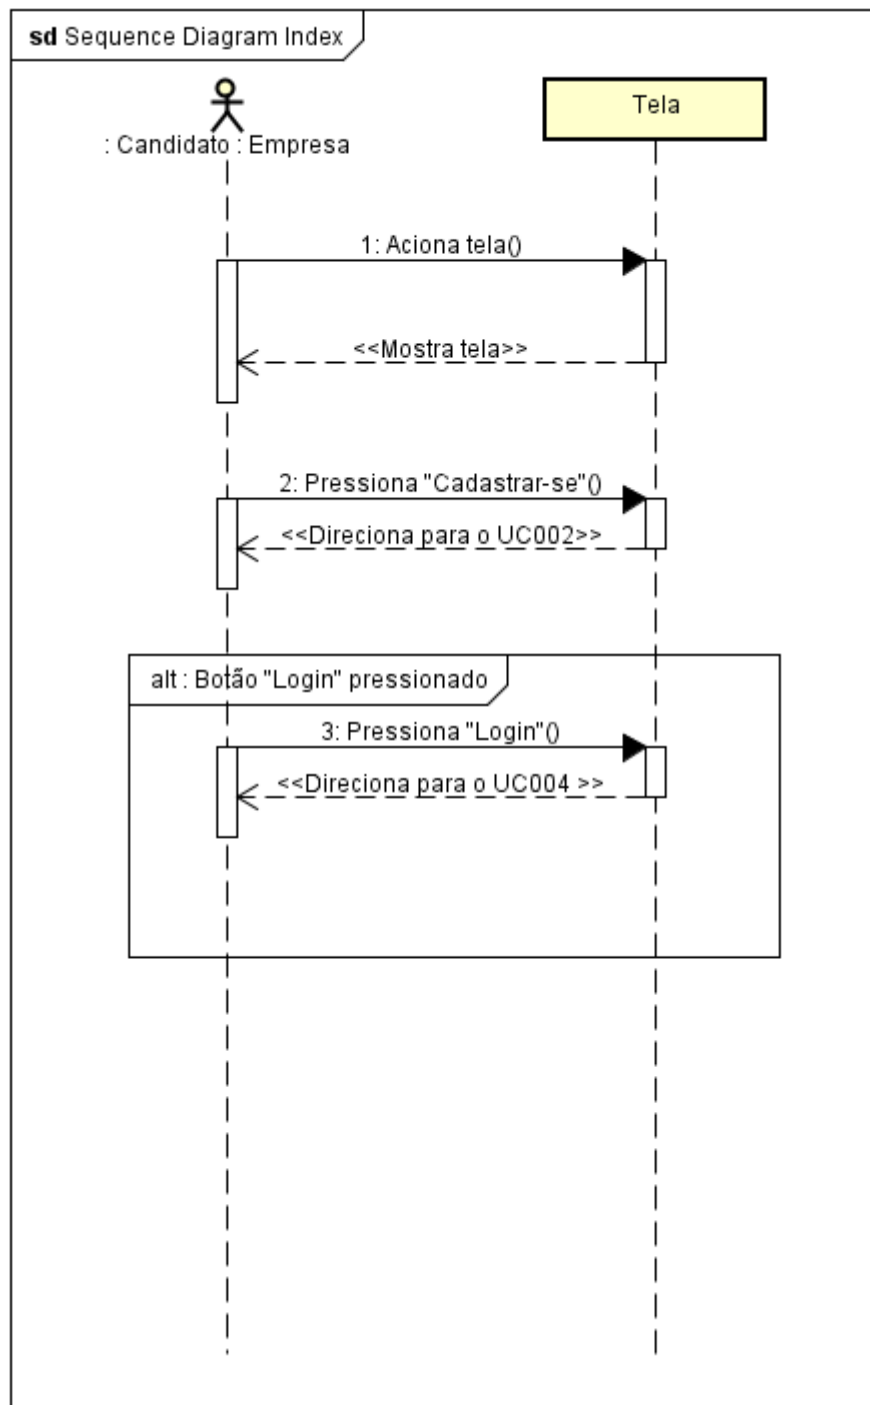 sd Sequence Diagram Index
: Candidato : Empresa
Tela
1: Aciona tela()
<<Mostra tela>>
2: Pressiona "Cadastrar-se"()
<<Direciona para o UC002>>
alt : Botão "Login" pressionado
3: Pressiona "Login"()
<<Direciona para o UC004 >>